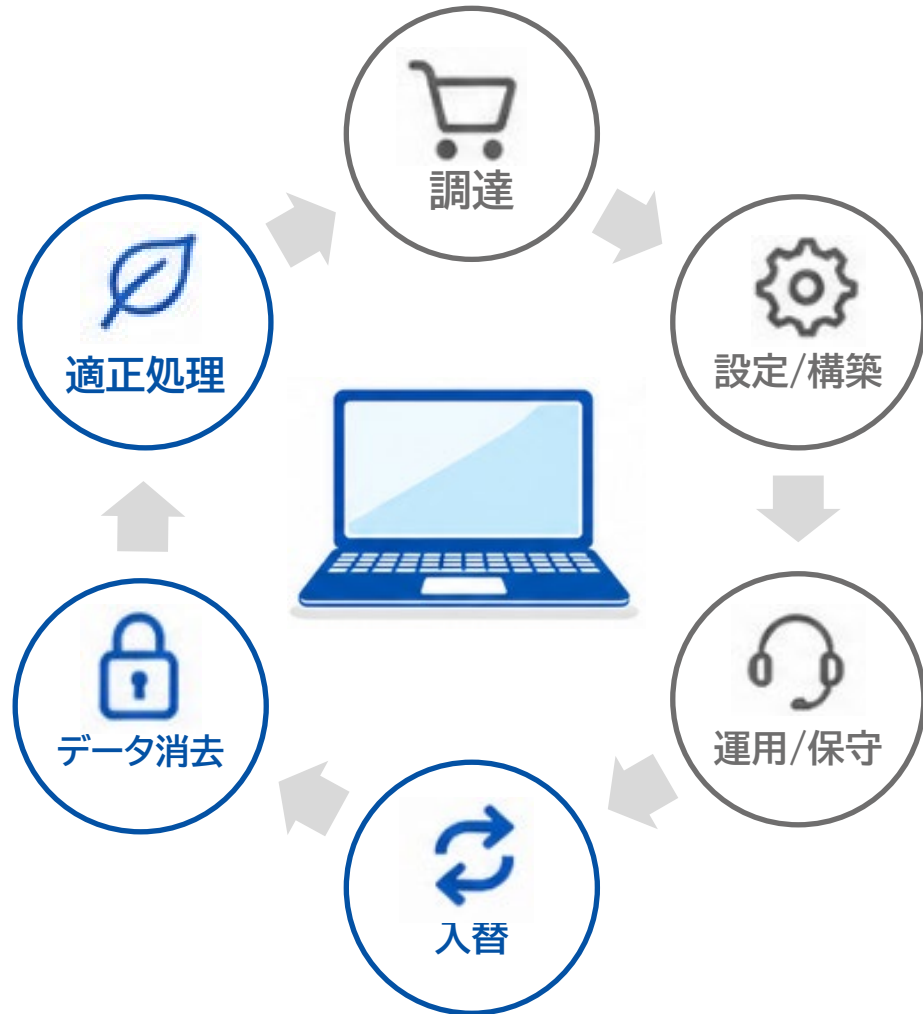 調達
設定/構築
運用/保守
入替
データ消去
適正処理